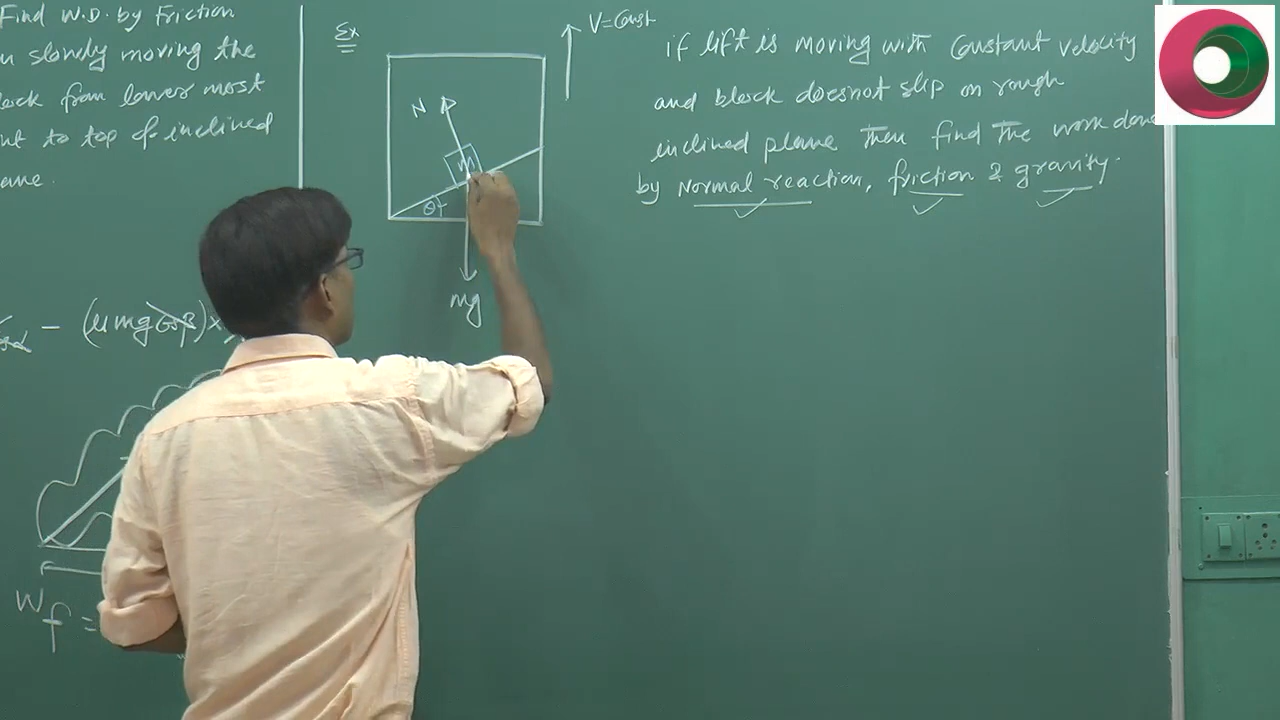 Find W.D. by Friction
slowly moving the
from lower most
to top of inclined
Ex
V = Const
N
m
θ
mg
if lift is moving with Constant velocity
and block doesnot slip on rough
inclined plane then find the work done
by Normal reaction, friction & gravity.
- (μmg cosβ)x
W f =